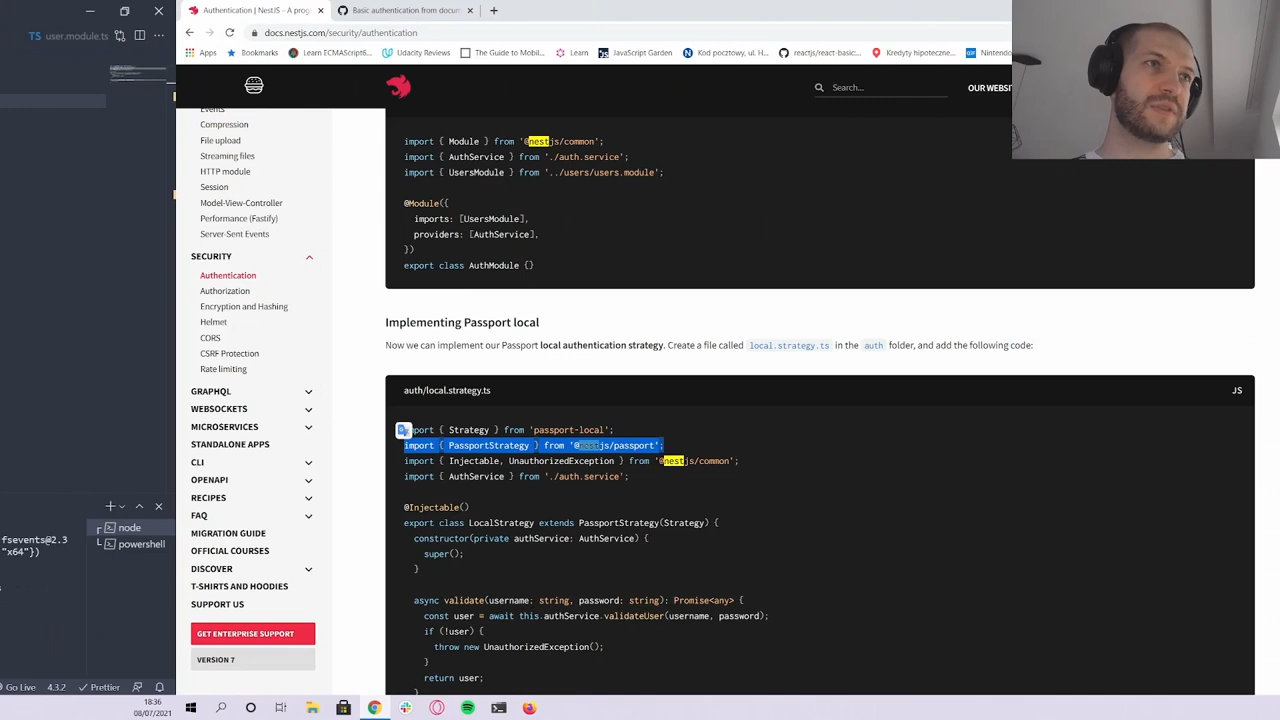 Authentication | NestJS - A prog
Basic authentication from docum
user.module.ts
docs.nestjs.com/security/authentication
Apps
Bookmarks
Learn ECMAScript6...
Udacity Reviews
The Guide to Mobil...
Learn
JavaScript Garden
Kod pocztowy, ul. H...
reactjs/react-basic...
Kredyty hipoteczne...
Nintendo
Search...
OUR WEBSI
Events
Compression
File upload
Streaming files
HTTP module
Session
Model-View-Controller
Performance (Fastify)
Server-Sent Events
SECURITY
Authentication
Authorization
Encryption and Hashing
Helmet
CORS
CSRF Protection
Rate limiting
GRAPHQL
WEBSOCKETS
MICROSERVICES
STANDALONE APPS
CLI
OPENAPI
RECIPES
FAQ
MIGRATION GUIDE
OFFICIAL COURSES
DISCOVER
T-SHIRTS AND HOODIES
SUPPORT US
GET ENTERPRISE SUPPORT
VERSION 7
import { Module } from '@nestjs/common';
import { AuthService } from './auth.service';
import { UsersModule } from '../users/users.module';
@Module({
imports: [UsersModule],
providers: [AuthService],
})
export class AuthModule {}
Implementing Passport local
Now we can implement our Passport local authentication strategy. Create a file called local.strategy.ts in the auth folder, and add the following code:
auth/local.strategy.ts
JS
import { Strategy } from 'passport-local';
import { PassportStrategy } from '@nestjs/passport';
import { Injectable, UnauthorizedException } from '@nestjs/common';
import { AuthService } from './auth.service';
@Injectable()
export class LocalStrategy extends PassportStrategy(Strategy) {
constructor(private authService: AuthService) {
super();
}
async validate(username: string, password: string): Promise<any> {
const user = await this.authService.validateUser(username, password);
if (!user) {
throw new UnauthorizedException();
}
return user;
}
node
powershell
fsevents@2.3
"x64"})
Go Live
4.3.2
Prettier
18:36
08/07/2021